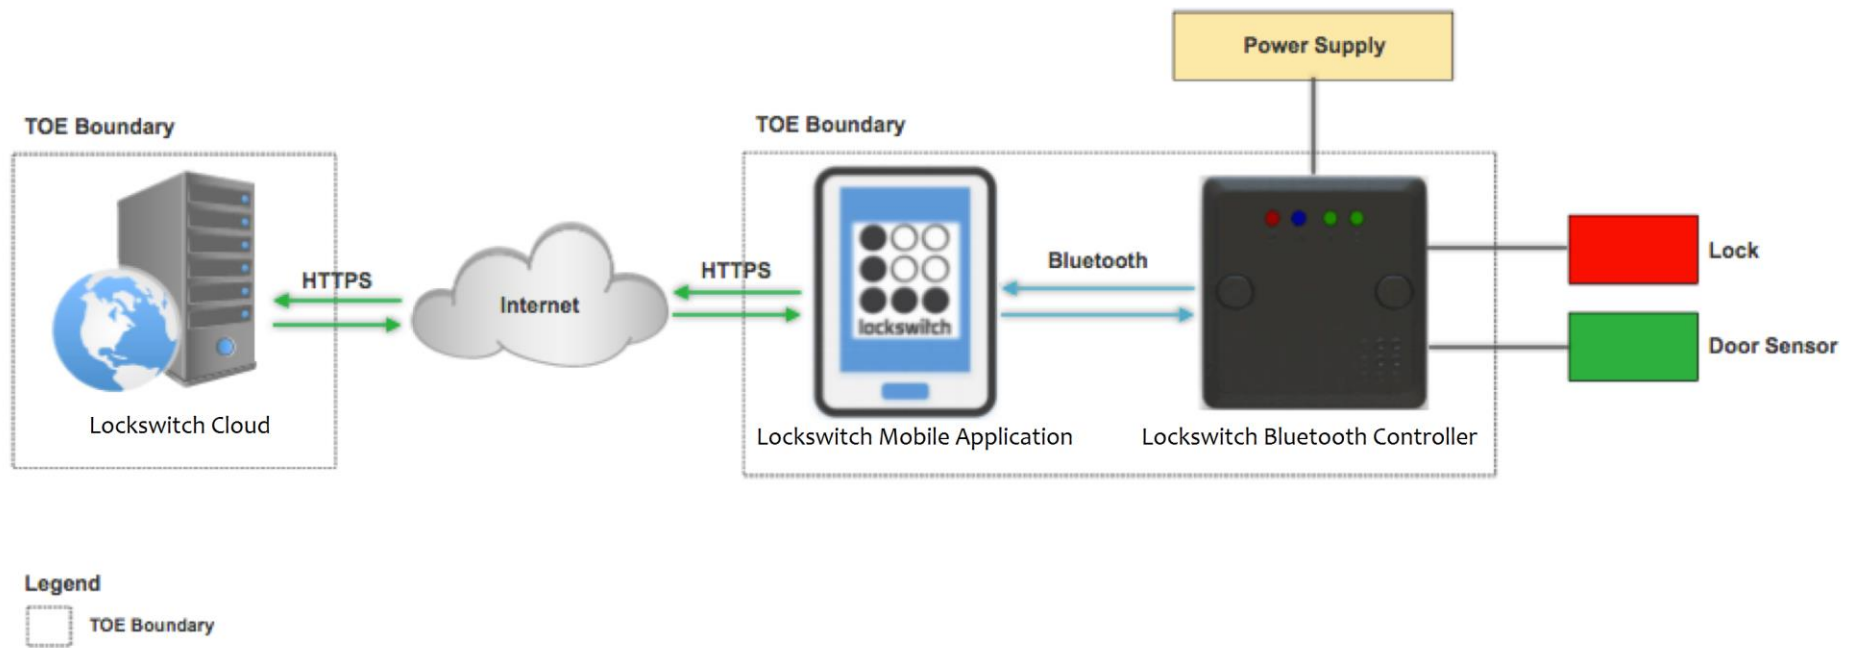 Power Supply
TOE Boundary
TOE Boundary
HTTPS
Internet
HTTPS
lockswitch
Bluetooth
Lock
Door Sensor
Lockswitch Cloud
Lockswitch Mobile Application
Lockswitch Bluetooth Controller
Legend
TOE Boundary